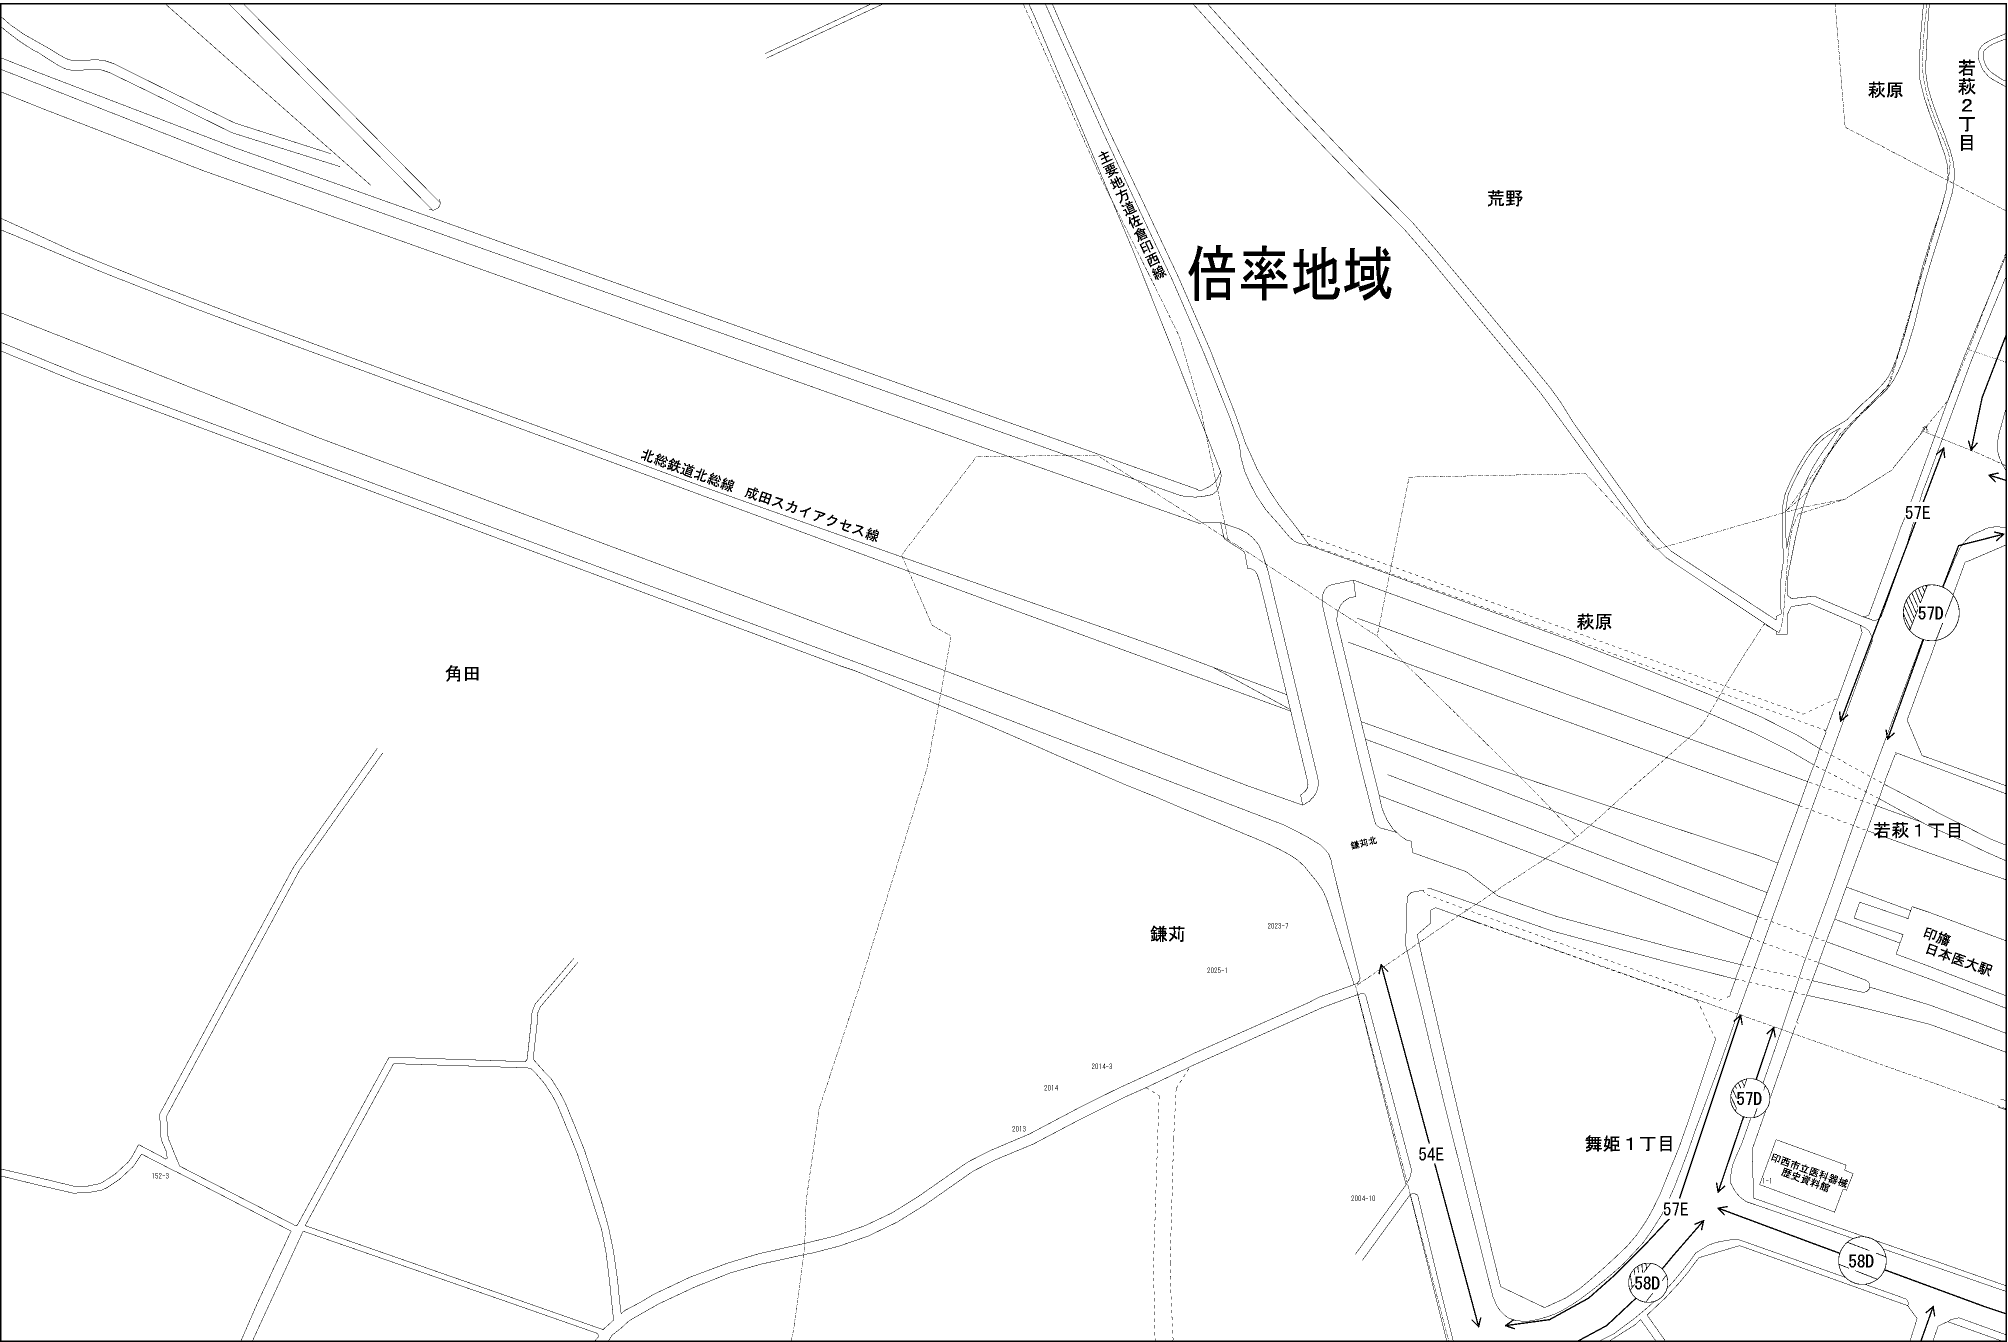 萩原
若萩２丁目
荒野
主要地方道佐倉印西線
倍率地域
北総鉄道北総線 成田スカイアクセス線
57E
57D
萩原
角田
若萩１丁目
鎌苅北
鎌苅
2023-7
2025-1
印旛
日本医大駅
2014-3
2014
2013
57D
54E
舞姫１丁目
152-3
印西市立医科器械
歴史資料館
1-1
2004-10
57E
58D
58D